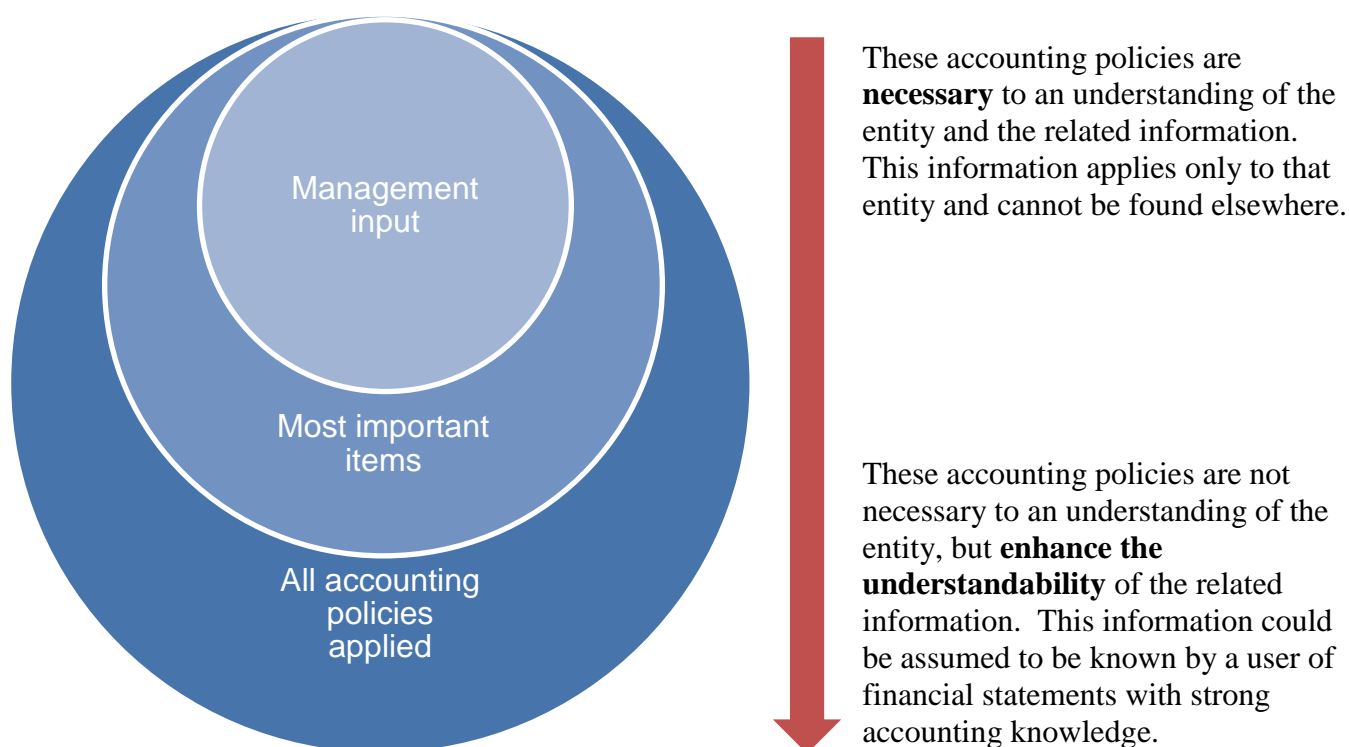 Management
input
Most important
items
All accounting
policies
applied
These accounting policies are
necessary to an understanding of the
entity and the related information.
This information applies only to that
entity and cannot be found elsewhere.
These accounting policies are not
necessary to an understanding of the
entity, but enhance the
understandability of the related
information.  This information could
be assumed to be known by a user of
financial statements with strong
accounting knowledge.